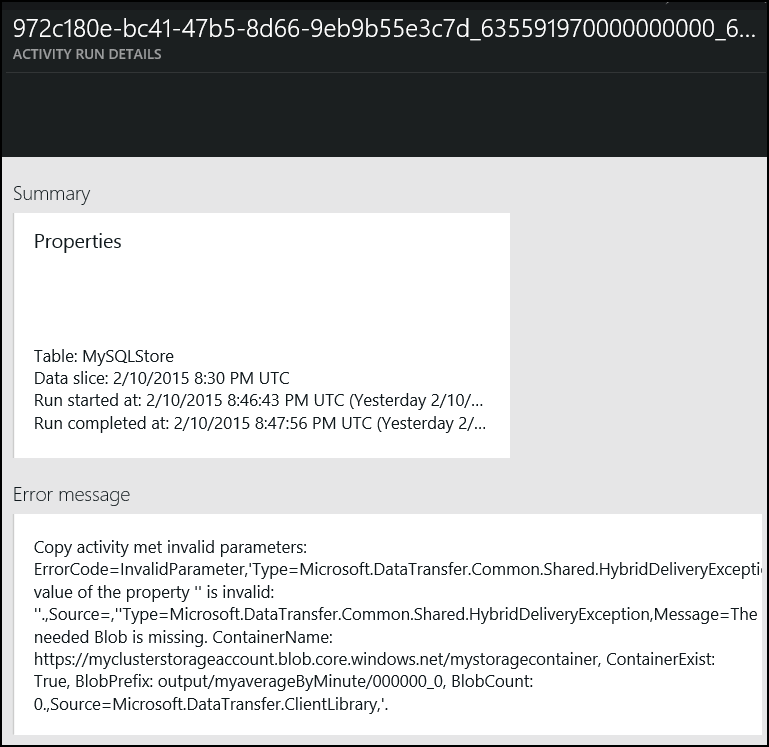 972c180e-bc41-47b5-8d66-9eb9b55e3c7d_635591970000000000_6...
ACTIVITY RUN DETAILS
Summary
Properties
Table: MySQLStore
Data slice: 2/10/2015 8:30 PM UTC
Run started at: 2/10/2015 8:46:43 PM UTC (Yesterday 2/10/...
Run completed at: 2/10/2015 8:47:56 PM UTC (Yesterday 2/...
Error message
Copy activity met invalid parameters:
ErrorCode=InvalidParameter,'Type=Microsoft.DataTransfer.Common.Shared.HybridDeliveryExcepti
value of the property '' is invalid:
''.,Source=,''Type=Microsoft.DataTransfer.Common.Shared.HybridDeliveryException,Message=The
needed Blob is missing. ContainerName:
https://myclusterstorageaccount.blob.core.windows.net/mystoragecontainer, ContainerExist:
True, BlobPrefix: output/myaverageByMinute/000000_0, BlobCount:
0.,Source=Microsoft.DataTransfer.ClientLibrary,'.